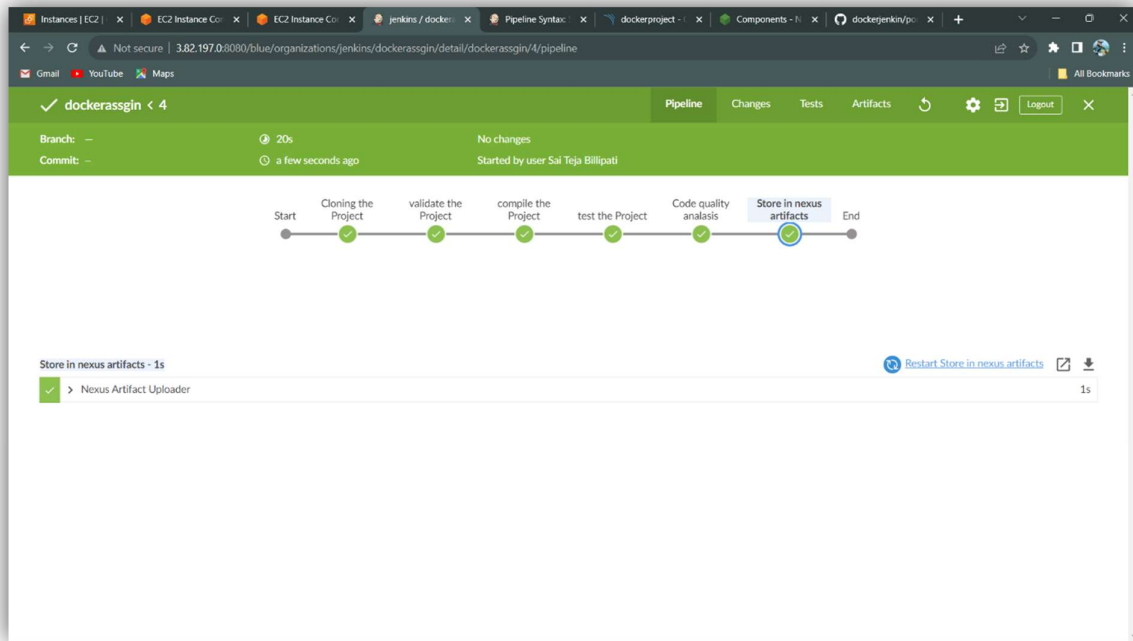 Instances | EC2 |
EC2 Instance Con
EC2 Instance Con
jenkins / docker
Pipeline Syntax:
dockerproject -
Components - N
dockerjenkin/po
Not secure | 3.82.197.0:8080/blue/organizations/jenkins/dockerassgin/detail/dockerassgin/4/pipeline
Gmail YouTube Maps All Bookmarks
dockerassgin < 4 Pipeline Changes Tests Artifacts Logout
Branch: — 20s No changes
Commit: – a few seconds ago Started by user Sai Teja Billipati
Start
Cloning the
Project
validate the
Project
compile the
Project
test the Project
Code quality
analasis
Store in nexus
artifacts
End
Store in nexus artifacts - 1s Restart Store in nexus artifacts
Nexus Artifact Uploader 1s